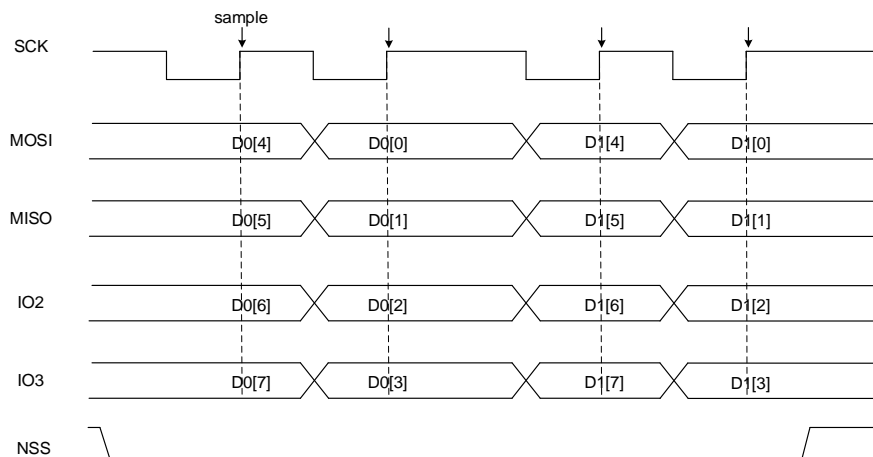 sample
SCK
MOSI D0[4] D0[0] D1[4] D1[0]
MISO D0[5] D0[1] D1[5] D1[1]
IO2 D0[6] D0[2] D1[6] D1[2]
IO3 D0[7] D0[3] D1[7] D1[3]
NSS